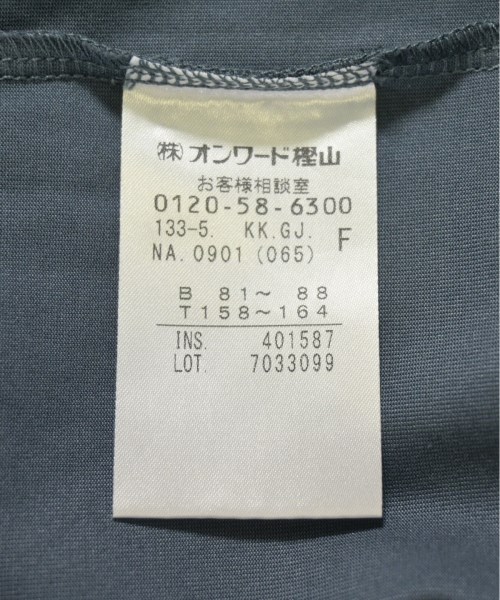 (株)オンワード樫山
お客様相談室
0120-58-6300
133-5. KK.GJ. F
NA.0901(065)
B 81～ 88
T158～164
INS. 401587
LOT. 7033099